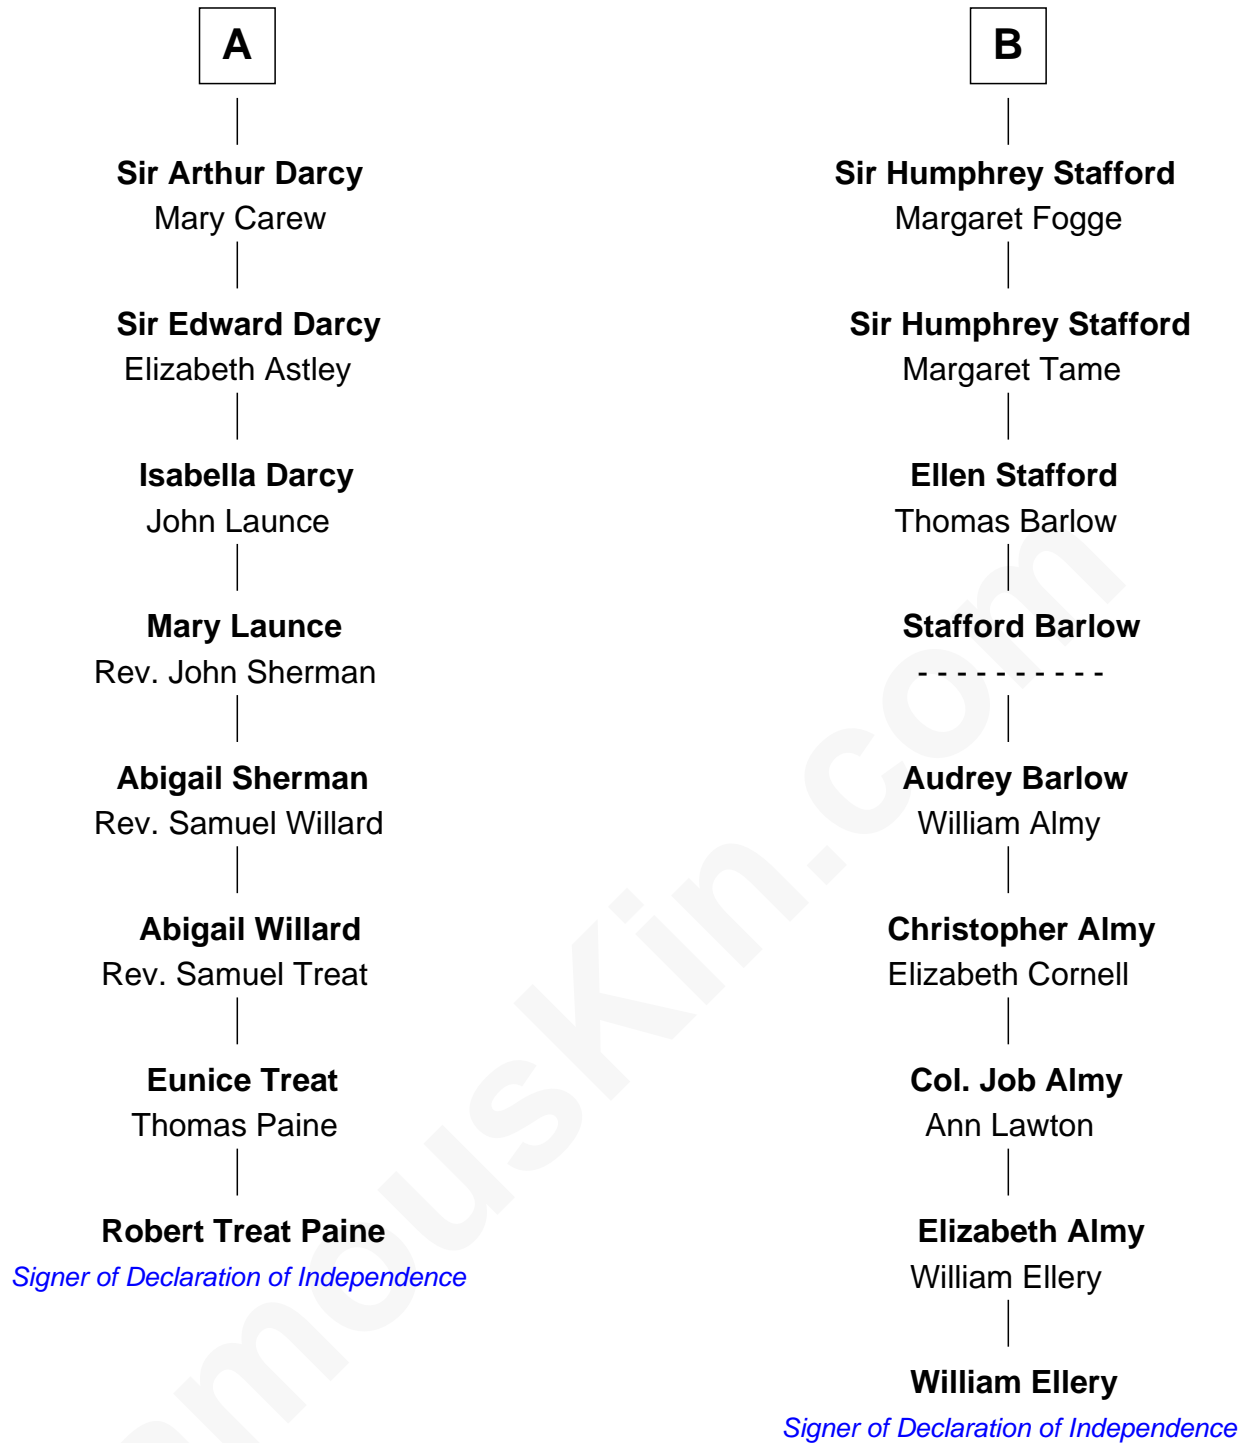 A
Sir Arthur Darcy
Mary Carew
Sir Edward Darcy
Elizabeth Astley
Isabella Darcy
John Launce
Mary Launce
Rev. John Sherman
Abigail Sherman
Rev. Samuel Willard
Abigail Willard
Rev. Samuel Treat
Eunice Treat
Thomas Paine
Robert Treat Paine
Signer of Declaration of Independence
B
Sir Humphrey Stafford
Margaret Fogge
Sir Humphrey Stafford
Margaret Tame
Ellen Stafford
Thomas Barlow
Stafford Barlow
- - - - - - - - - -
Audrey Barlow
William Almy
Christopher Almy
Elizabeth Cornell
Col. Job Almy
Ann Lawton
Elizabeth Almy
William Ellery
William Ellery
Signer of Declaration of Independence
amouskin.com